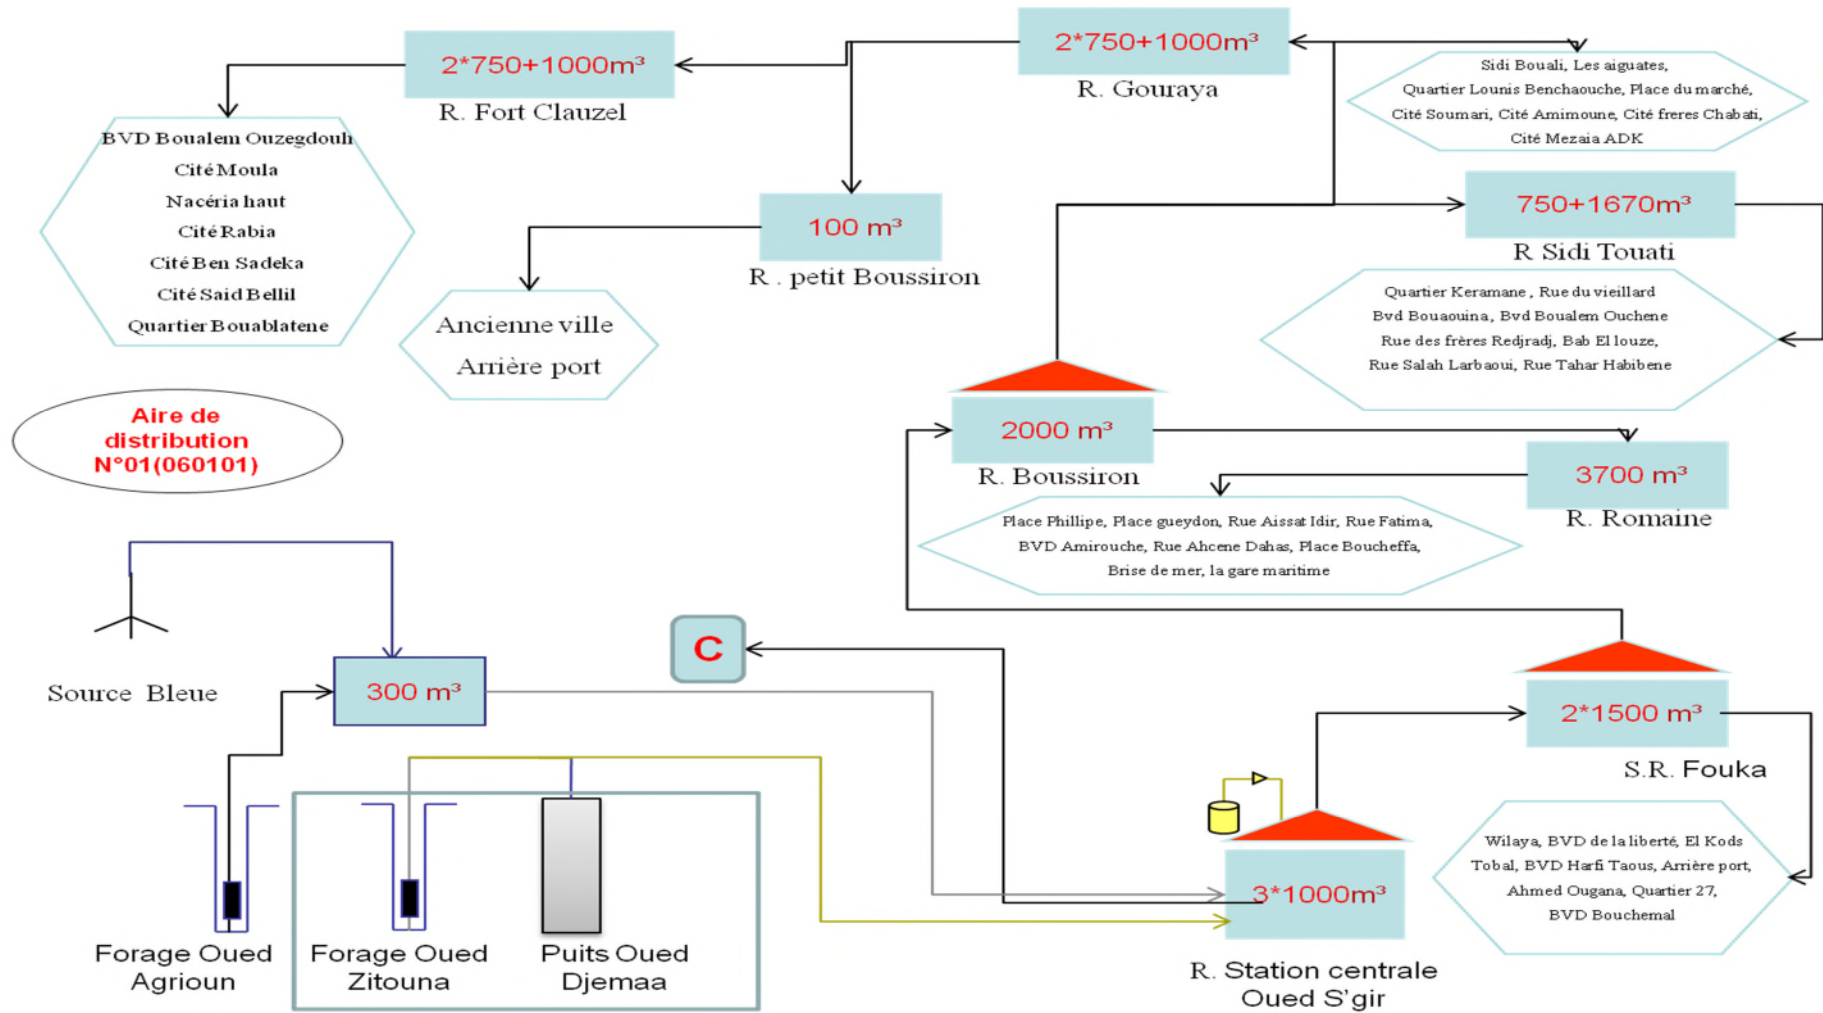 2*750+1000m³
R. Fort Clauzel
2*750+1000m³
R. Gouraya
Sidi Bouali, Les aiguates,
Quartier Lounis Benchaouche, Place du marché,
Cité Soumari, Cité Amimoune, Cité freres Chabati,
Cité Mezaia ADK
BVD Boualem Ouzegdouh
Cité Moula
Nacéria haut
Cité Rabia
Cité Ben Sadeka
Cité Said Bellil
Quartier Bouablatene
100 m³
R . petit Boussiron
750+1670m³
R Sidi Touati
Ancienne ville
Arrière port
Quartier Keramane , Rue du vieillard
Bvd Bouaouina, Bvd Boualem Ouchene
Rue des frères Redjradj, Bab El louze,
Rue Salah Larbaoui, Rue Tahar Habibene
Aire de
distribution
N°01(060101)
2000 m³
R. Boussiron
3700 m³
R. Romaine
Place Phillipe, Place gueydon, Rue Aissat Idir, Rue Fatima,
BVD Amirouche, Rue Ahcene Dahas, Place Boucheffa,
Brise de mer, la gare maritime
Source Bleue
300 m³
C
2*1500 m³
S.R. Fouka
Wilaya, BVD de la liberté, El Kods
Tobal, BVD Harfi Taous, Arrière port,
Ahmed Ougana, Quartier 27,
BVD Bouchemal
3*1000m³
R. Station centrale
Oued S'gir
Forage Oued
Agrioun
Forage Oued
Zitouna
Puits Oued
Djemaa